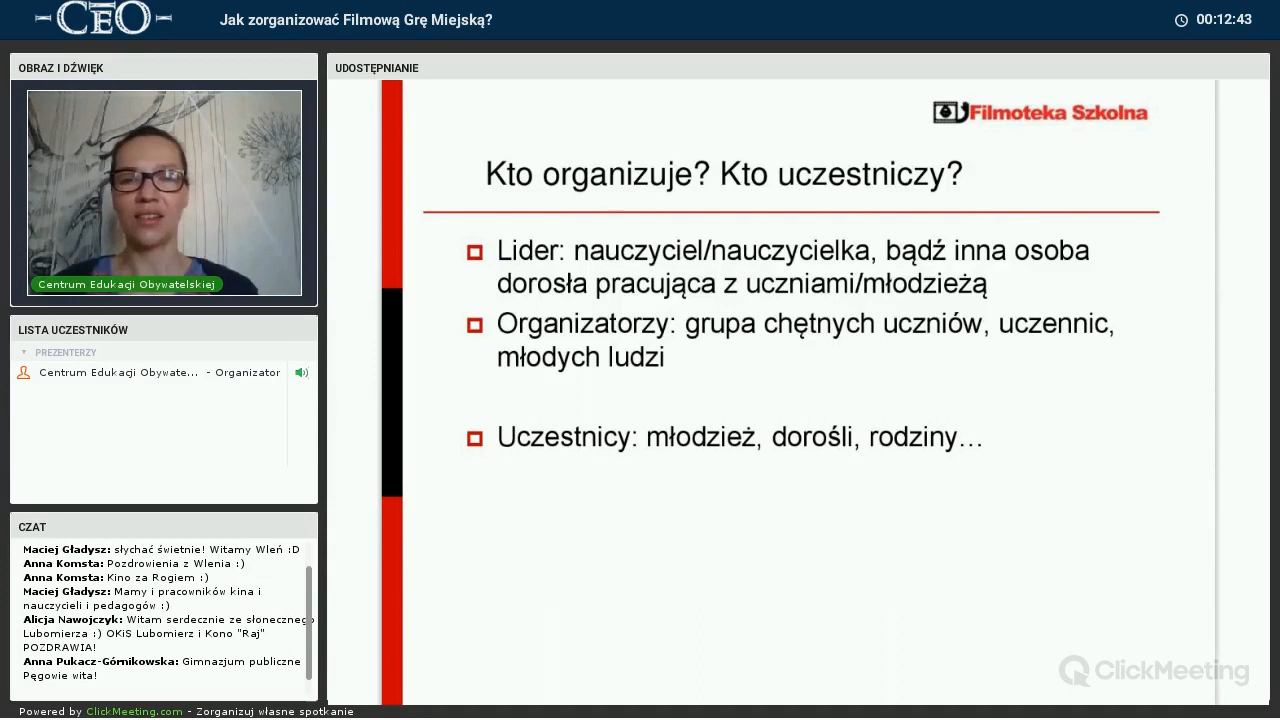 CEO
Jak zorganizować Filmową Grę Miejską?
00:12:43
OBRAZ I DŹWIĘK
Centrum Edukacji Obywatelskiej
LISTA UCZESTNIKÓW
PREZENTERZY
Centrum Edukacji Obywate... - Organizator
CZAT
Maciej Gładysz: słychać świetnie! Witamy Wleń :D
Anna Komsta: Pozdrowienia z Wlenia :)
Anna Komsta: Kino za Rogiem :)
Maciej Gładysz: Mamy i pracowników kina i
nauczycieli i pedagogów :)
Alicja Nawojczyk: Witam serdecznie ze słonecznego
Lubomierza :) OKiS Lubomierz i Kono "Raj"
POZDRAWIA!
Anna Pukacz-Górnikowska: Gimnazjum publiczne
Pęgowie wita!
UDOSTĘPNIANIE
Filmoteka Szkolna
Kto organizuje? Kto uczestniczy?
Lider: nauczyciel/nauczycielka, bądź inna osoba
dorosła pracująca z uczniami/młodzieżą
Organizatorzy: grupa chętnych uczniów, uczennic,
młodych ludzi
Uczestnicy: młodzież, dorośli, rodziny…
ClickMeeting
Powered by ClickMeeting.com - Zorganizuj własne spotkanie